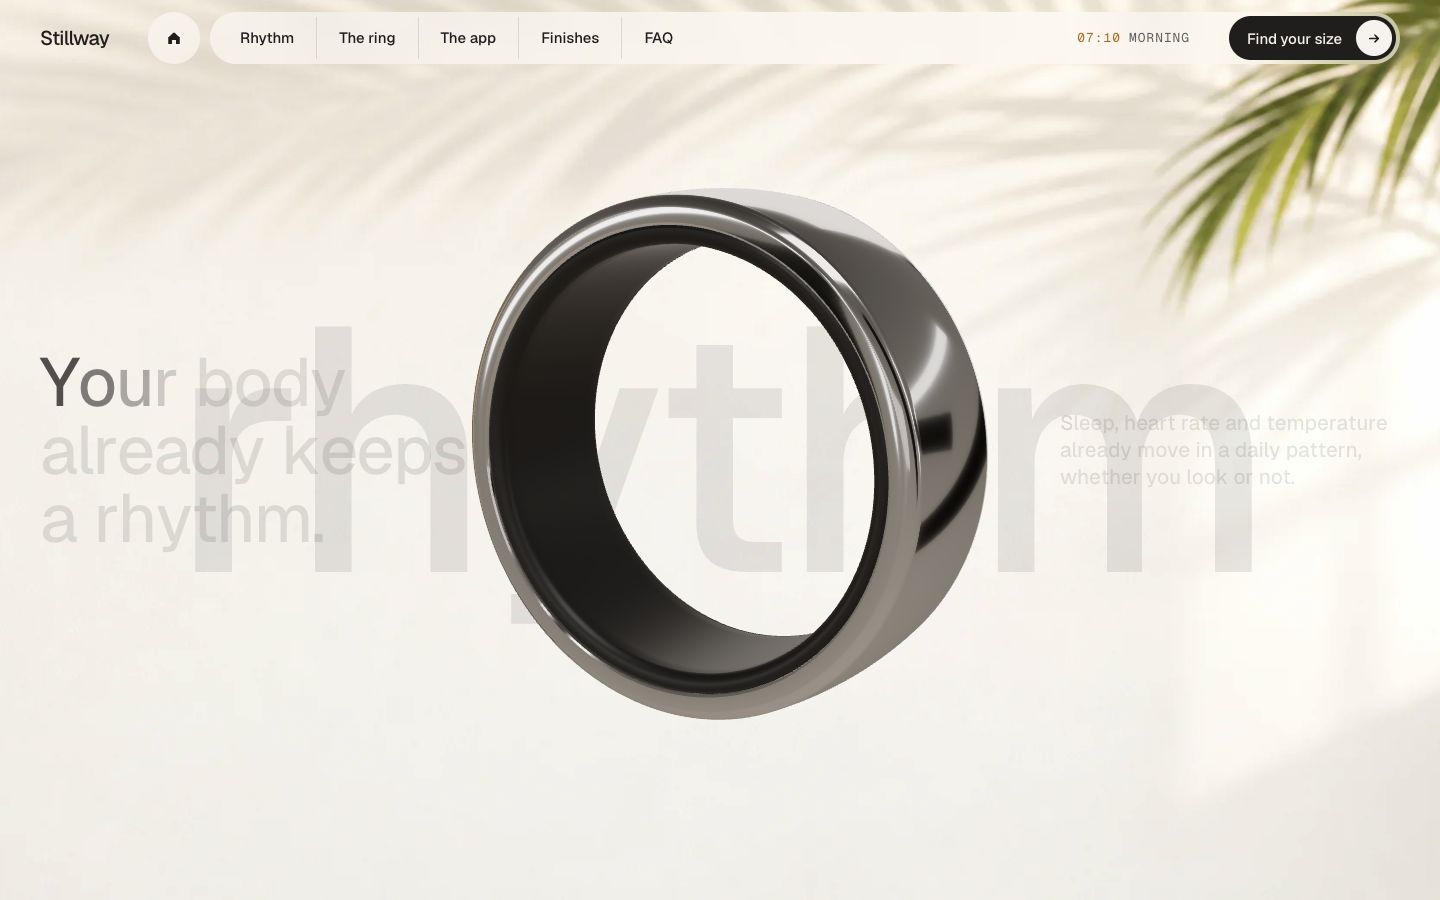 Stillway
Rhythm
The ring
The app
Finishes
FAQ
07:10 MORNING
Find your size
rhythm
Your body
already keeps
a rhythm.
Sleep, heart rate and temperature
already move in a daily pattern,
whether you look or not.